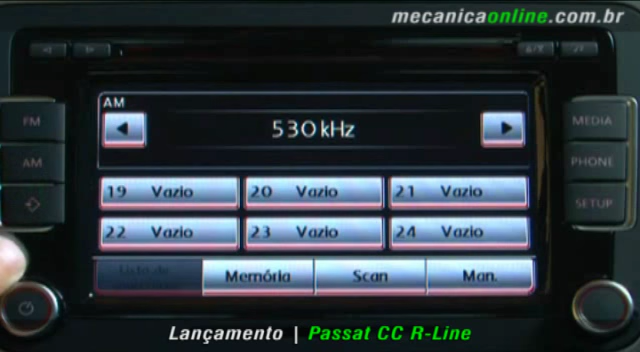 mecanicaonline.com.br
AM
530 kHz
FM
MEDIA
AM
PHONE
SETUP
19 Vazio 20 Vazio 21 Vazio
22 Vazio 23 Vazio 24 Vazio
Memória Scan Man.
Lançamento | Passat CC R-Line